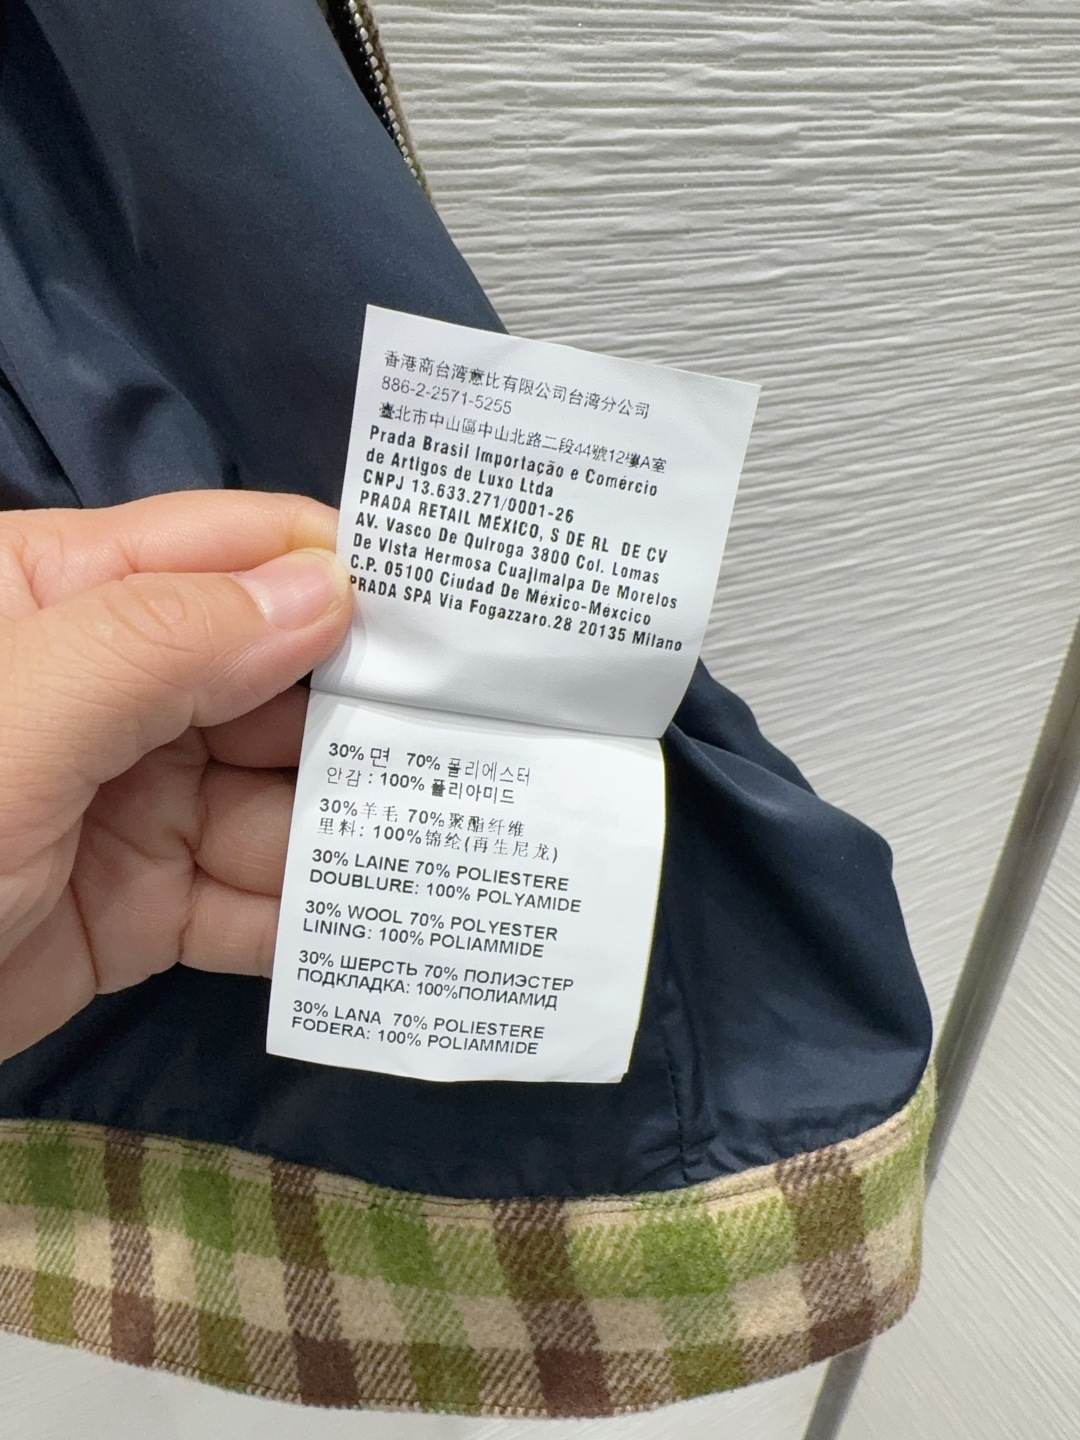 香港商台湾意比有限公司台湾分公司
886-2-2571-5255
臺北市中山區中山北路二段44號12樓A室
Prada Brasil Importação e Comércio
de Artigos de Luxo Ltda
CNPJ 13.633.271/0001-26
PRADA RETAIL MÉXICO, S DE RL DE CV
AV. Vasco De Quiroga 3800 Col. Lomas
De Vista Hermosa Cuajimalpa De Morelos
C.P. 05100 Ciudad De México-Méxcico
PRADA SPA Via Fogazzaro.28 20135 Milano
30% 면 70% 폴리에스터
안감 : 100% 폴리아미드
30%羊毛 70%聚酯纤维
里料: 100%锦纶(再生尼龙)
30% LAINE 70% POLIESTERE
DOUBLURE: 100% POLYAMIDE
30% WOOL 70% POLYESTER
LINING: 100% POLIAMMIDE
30% ШЕРСТЬ 70% ПОЛИЭСТЕР
ПОДКЛАДКА: 100%ПОЛИАМИД
30% LANA 70% POLIESTERE
FODERA: 100% POLIAMMIDE